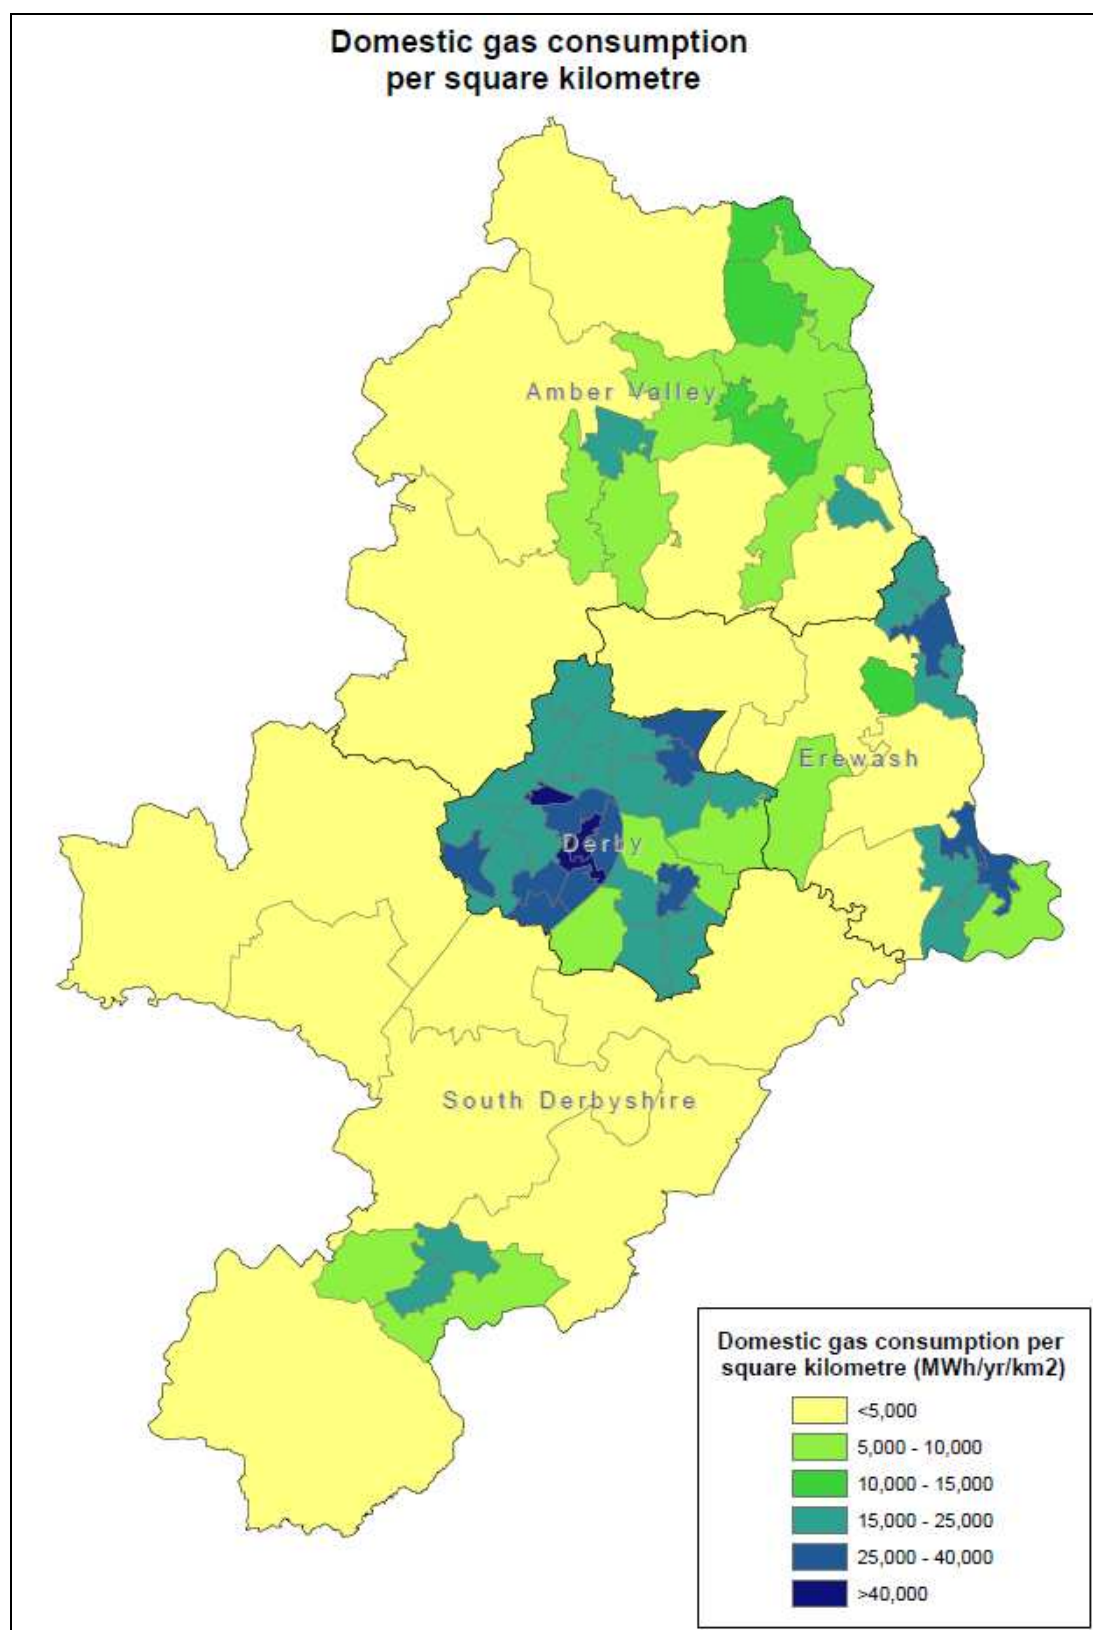 Domestic gas consumption
per square kilometre
Amber Valley
Erewash
Derby
South Derbyshire
Domestic gas consumption per
square kilometre (MWh/yr/km2)
<5,000
5,000 - 10,000
10,000 - 15,000
15,000 - 25,000
25,000 - 40,000
>40,000